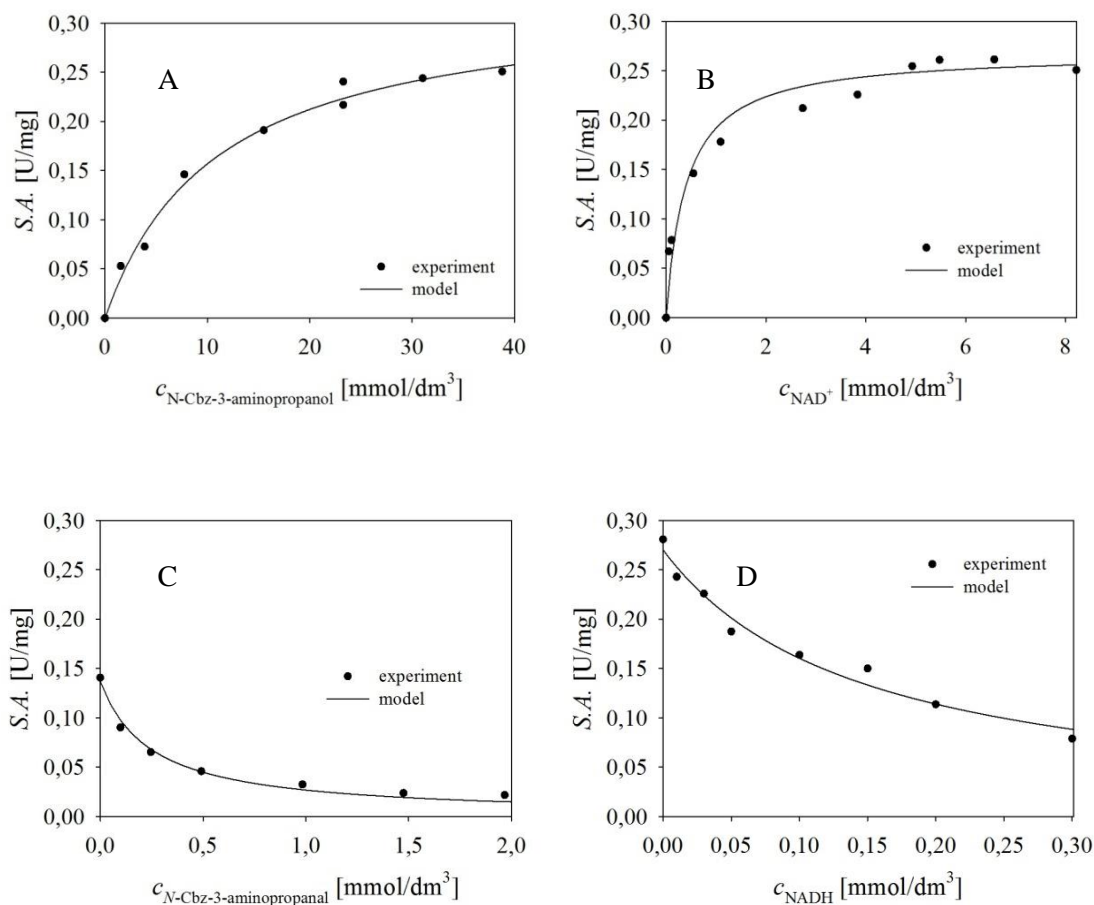 0,30
0,25
0,20
0,15
0,10
0,05
0,00
S.A. [U/mg]
A
experiment
model
0 10 20 30 40
c N-Cbz-3-aminopropanol [mmol/dm³]
0,30
0,25
0,20
0,15
0,10
0,05
0,00
S.A. [U/mg]
B
experiment
model
0 2 4 6 8
c NAD⁺ [mmol/dm³]
0,30
0,25
0,20
0,15
0,10
0,05
0,00
S.A. [U/mg]
C
experiment
model
0,0 0,5 1,0 1,5 2,0
c N-Cbz-3-aminopropanal [mmol/dm³]
0,30
0,25
0,20
0,15
0,10
0,05
0,00
S.A. [U/mg]
D
experiment
model
0,00 0,05 0,10 0,15 0,20 0,25 0,30
c NADH [mmol/dm³]